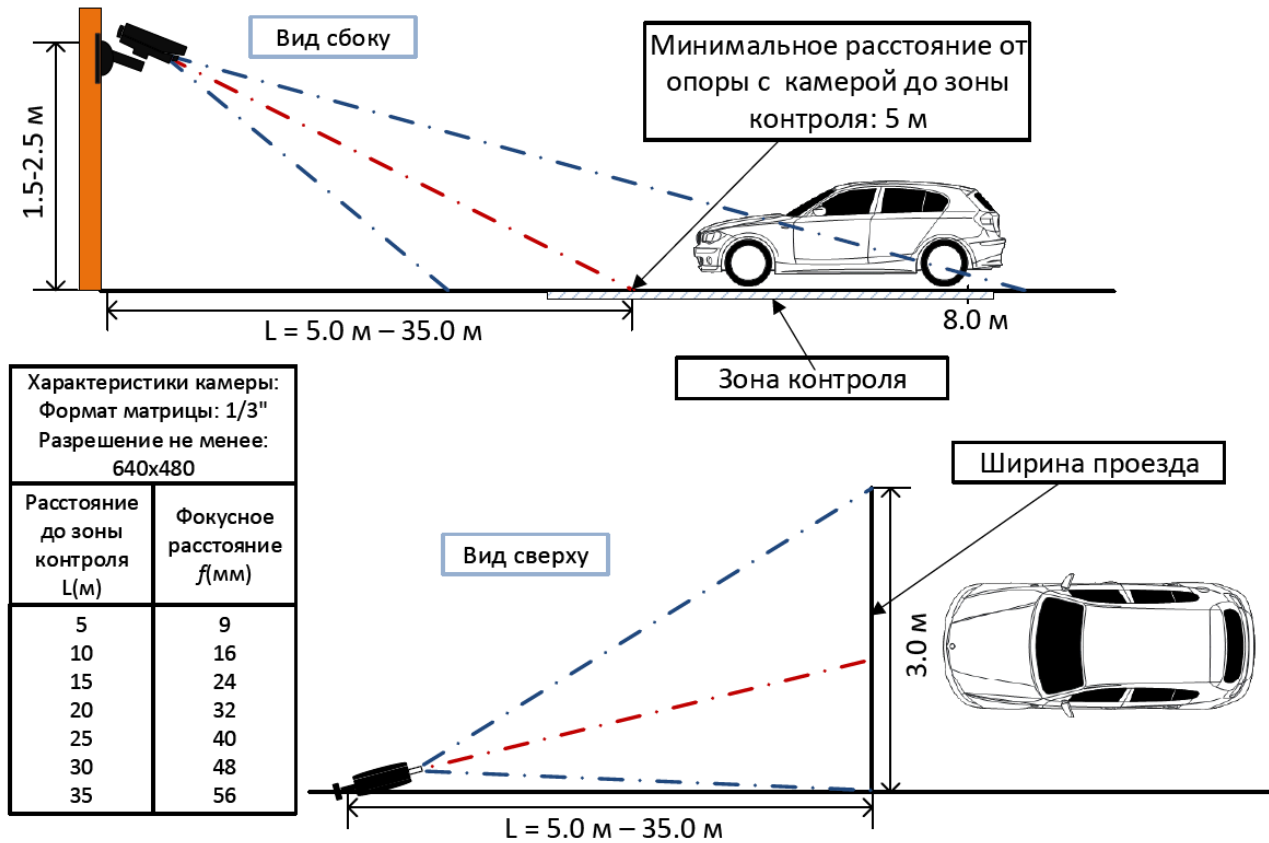 Вид сбоку
Минимальное расстояние от
опоры с камерой до зоны
контроля: 5 м
1.5-2.5 м
L = 5.0 м – 35.0 м
8.0 м
Зона контроля
Характеристики камеры:
Формат матрицы: 1/3"
Разрешение не менее:
640x480
Расстояние
до зоны
контроля
L(м)
Фокусное
расстояние
f(мм)
5 9
10 16
15 24
20 32
25 40
30 48
35 56
Ширина проезда
Вид сверху
3.0 м
L = 5.0 м – 35.0 м